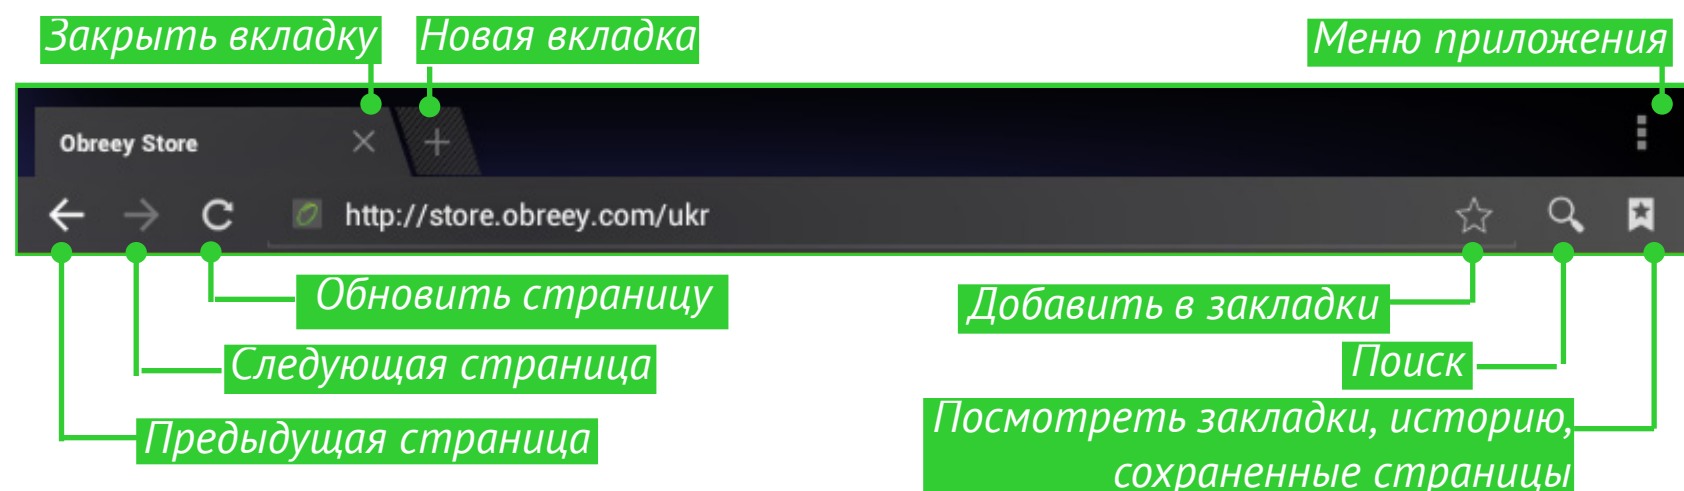 Закрыть вкладку
Новая вкладка
Меню приложения
Obreey Store
http://store.obreey.com/ukr
Обновить страницу
Добавить в закладки
Следующая страница
Поиск
Предыдущая страница
Посмотреть закладки, историю,
сохраненные страницы